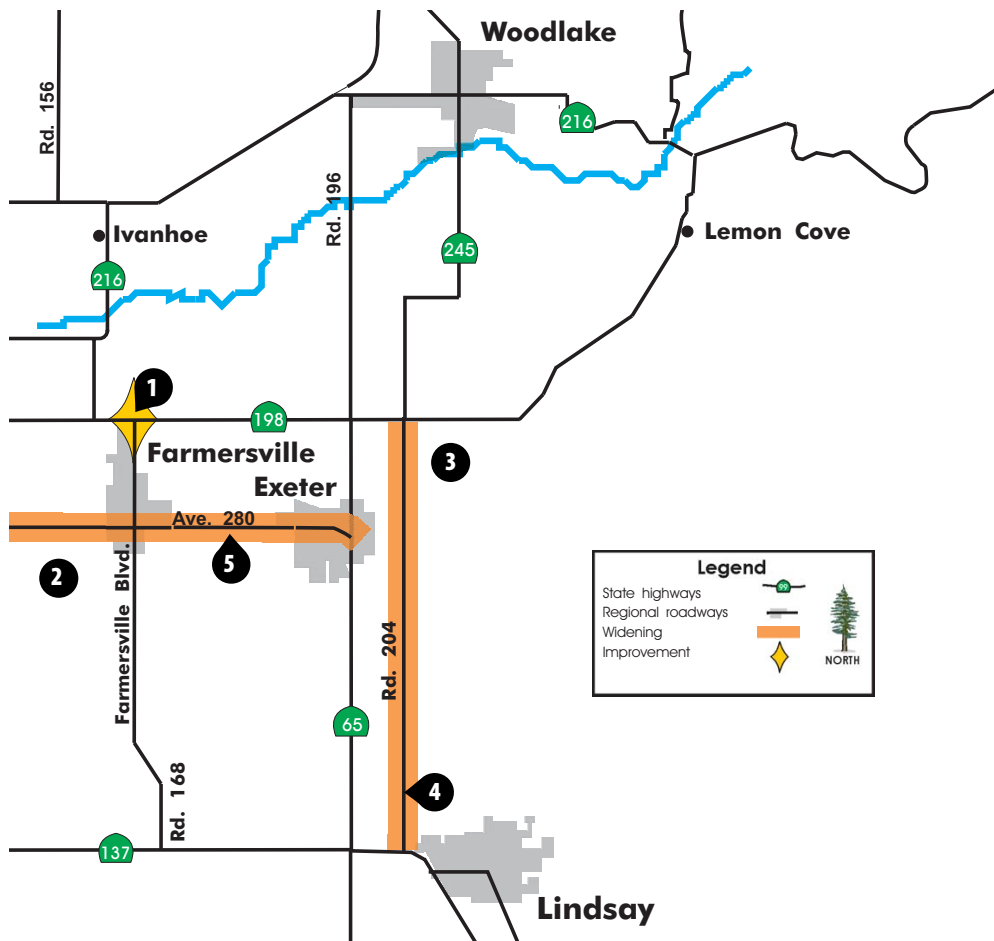 Woodlake
Rd. 156
216
Rd. 196
Ivanhoe
Lemon Cove
245
216
1
198
Farmersville
3
Exeter
Ave. 280
2
5
Farmersville Blvd.
Legend
State highways
99
Regional roadways
Widening
Improvement
NORTH
Rd. 204
65
Rd. 168
4
137
Lindsay